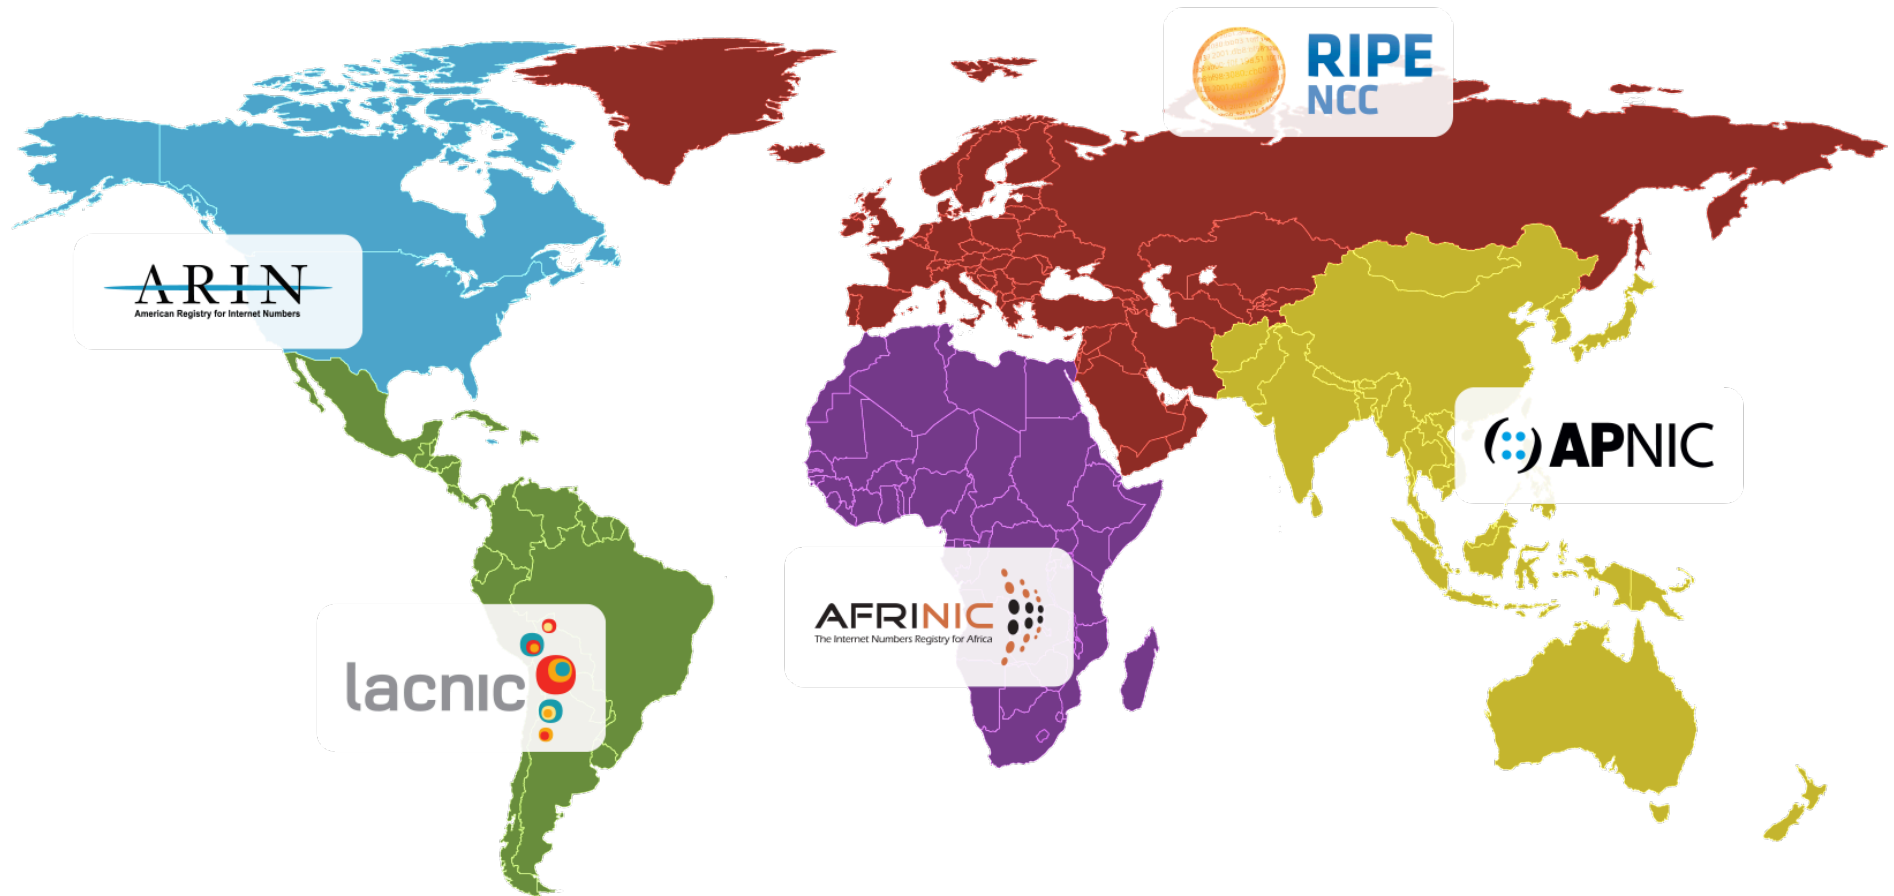 RIPE
NCC
ARIN
American Registry for Internet Numbers
APNIC
AFRINIC
The Internet Numbers Registry for Africa
lacnic